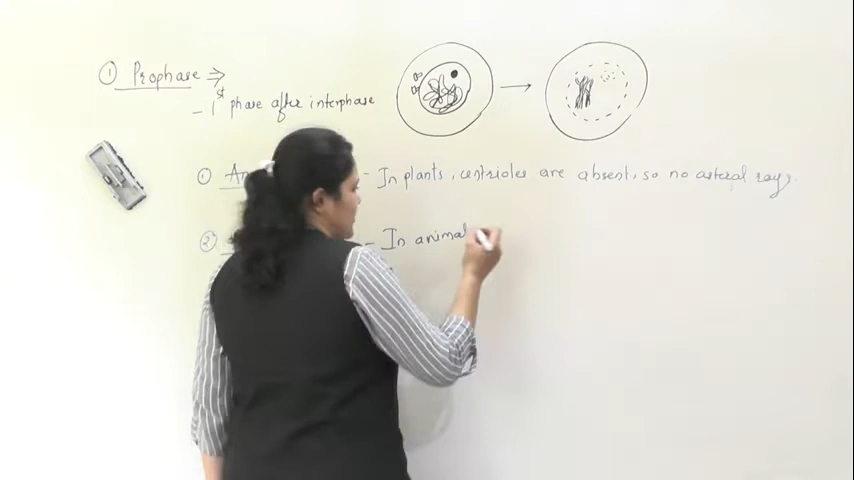 ① Prophase ⇒
- 1st phase after interphase
① An - In plants, centrioles are absent, so no asteral rays.
② - In animal